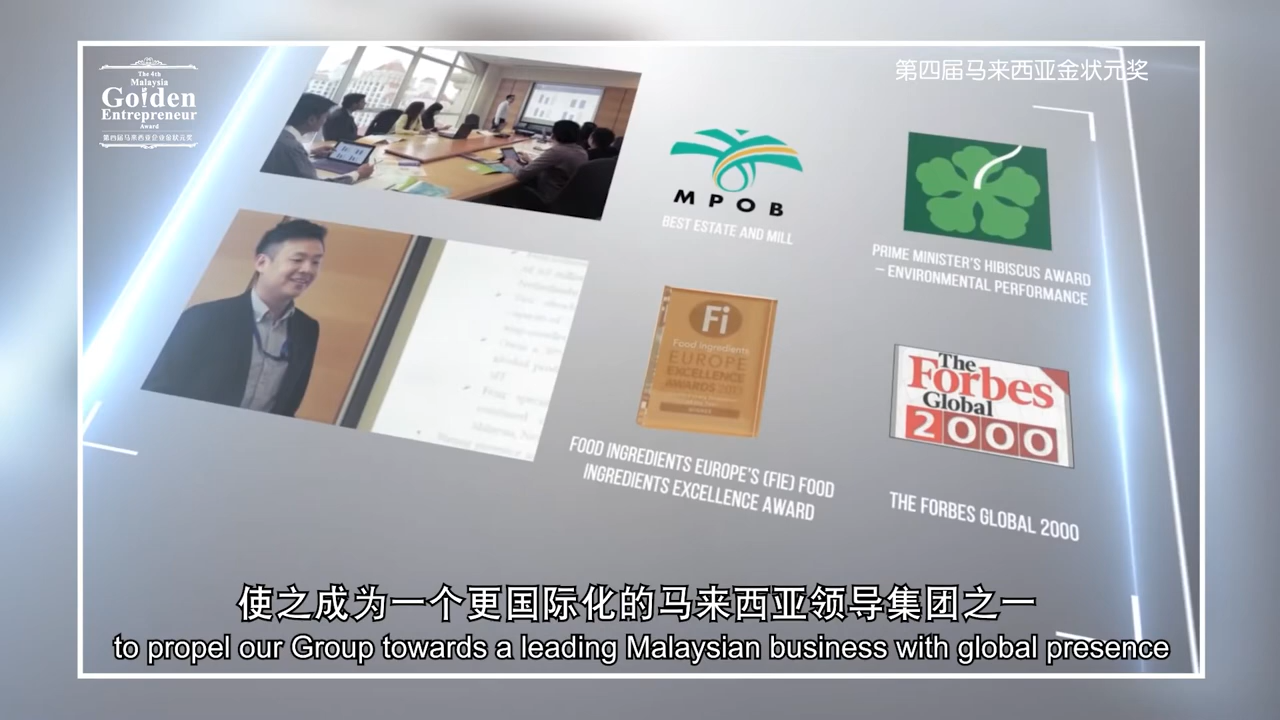 The 4th
Malaysia
Golden
Entrepreneur
Award
第四届马来西亚企业金状元奖
第四届马来西亚金状元奖
MPOB
BEST ESTATE AND MILL
PRIME MINISTER'S HIBISCUS AWARD
– ENVIRONMENTAL PERFORMANCE
Fi
Food ingredients
EUROPE
EXCELLENCE
FOOD INGREDIENTS EUROPE'S (FIE) FOOD
INGREDIENTS EXCELLENCE AWARD
The
Forbes
Global
2000
THE FORBES GLOBAL 2000
使之成为一个更国际化的马来西亚领导集团之一
to propel our Group towards a leading Malaysian business with global presence